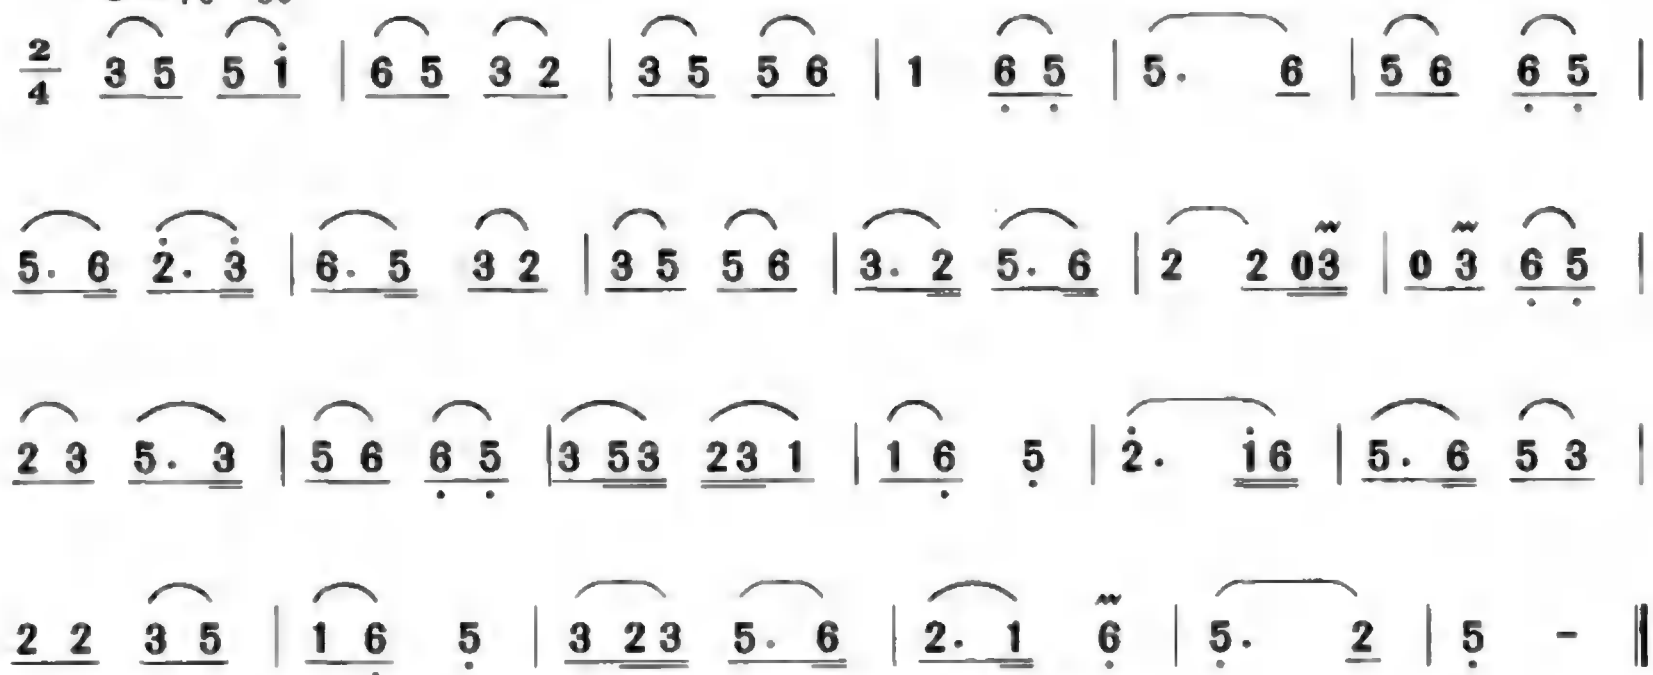 2/4 3 5 5 1̇ | 6 5 3 2 | 3 5 5 6 | 1 6̣ 5̣ | 5. 6 | 5 6 6̣ 5̣ |
5. 6 2̇. 3̇ | 6. 5 3 2 | 3 5 5 6 | 3. 2 5. 6 | 2 2 03 | 0 3 6̣ 5̣ |
2 3 5. 3 | 5 6 6̣ 5̣ | 3 53 23 1 | 1 6̣ 5̣ | 2̇. 1̇6 | 5. 6 5 3 |
2 2 3 5 | 1 6̣ 5̣ | 3 23 5. 6 | 2. 1 6̣ | 5̣. 2 | 5̣ - ‖